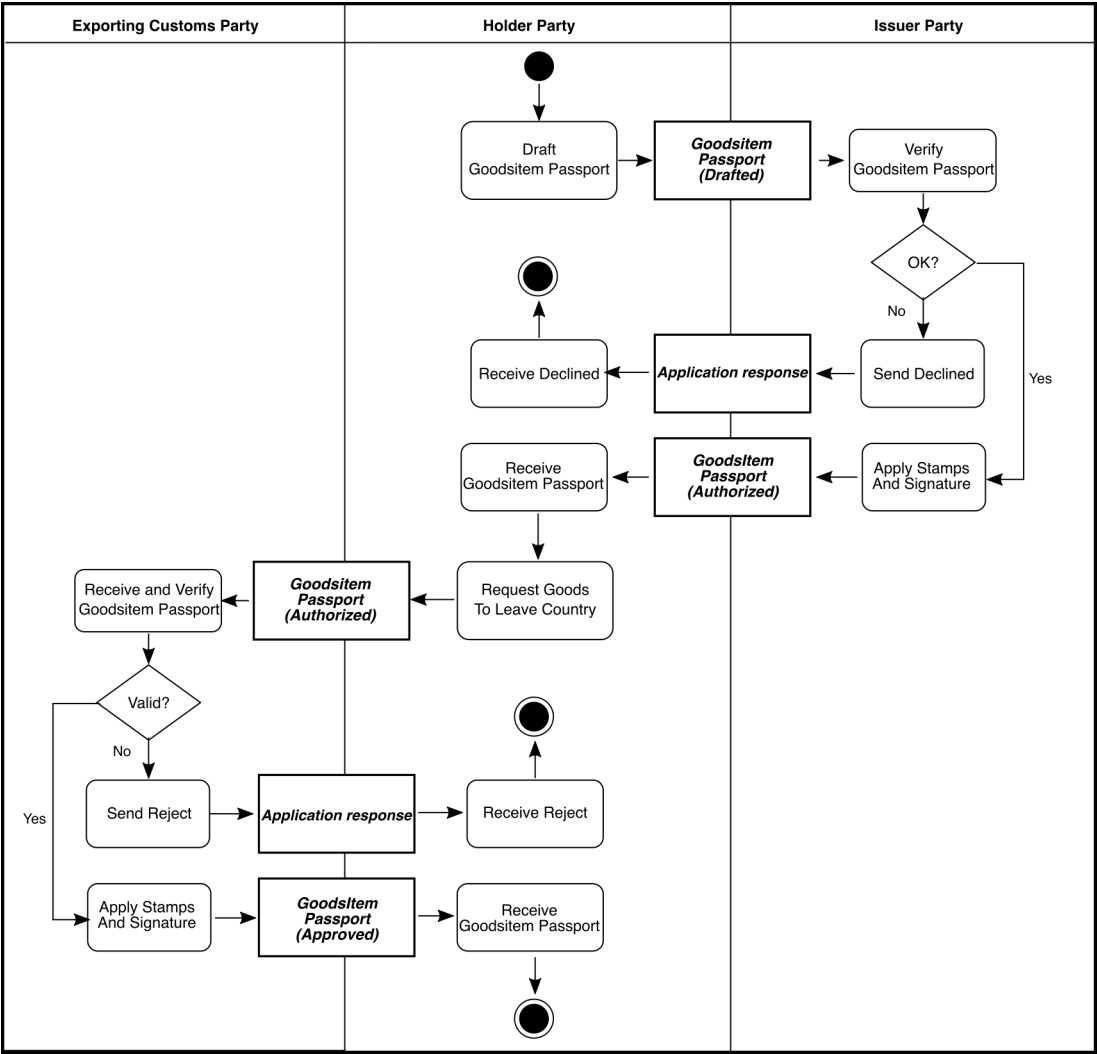 Exporting Customs Party
Holder Party
Issuer Party
Draft
Goodsitem Passport
Goodsitem
Passport
(Drafted)
Verify
Goodsitem Passport
OK?
No
Yes
Receive Declined
Application response
Send Declined
Receive
Goodsitem Passport
GoodsItem
Passport
(Authorized)
Apply Stamps
And Signature
Receive and Verify
Goodsitem Passport
Goodsitem
Passport
(Authorized)
Request Goods
To Leave Country
Valid?
No
Yes
Send Reject
Application response
Receive Reject
Apply Stamps
And Signature
GoodsItem
Passport
(Approved)
Receive
Goodsitem Passport